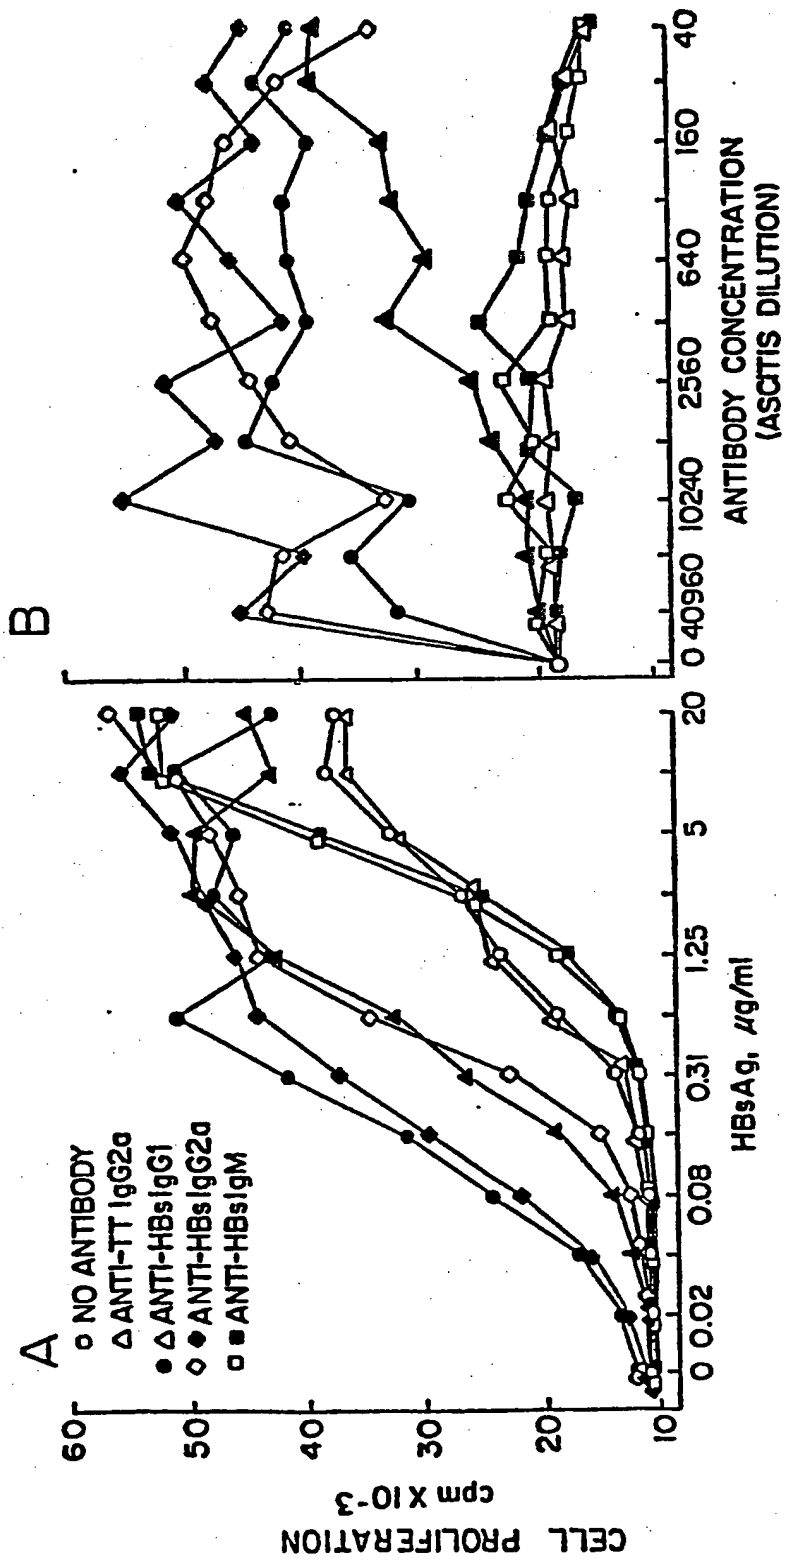 A
B
CELL PROLIFERATION
cpm X 10-3
60
50
40
30
20
10
NO ANTIBODY
ANTI-TT IgG2a
ANTI-HBsIgG1
ANTI-HBsIgG2a
ANTI-HBsIgM
0 0.02 0.08 0.31 1.25 5 20
HBsAg, µg/ml
0 40960 10240 2560 640 160 40
ANTIBODY CONCENTRATION
(ASCITIS DILUTION)